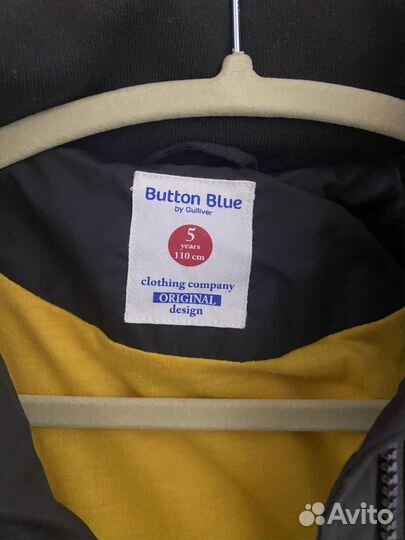 Button Blue
by Gulliver
5
years
110 cm
clothing company
ORIGINAL
design
Avito